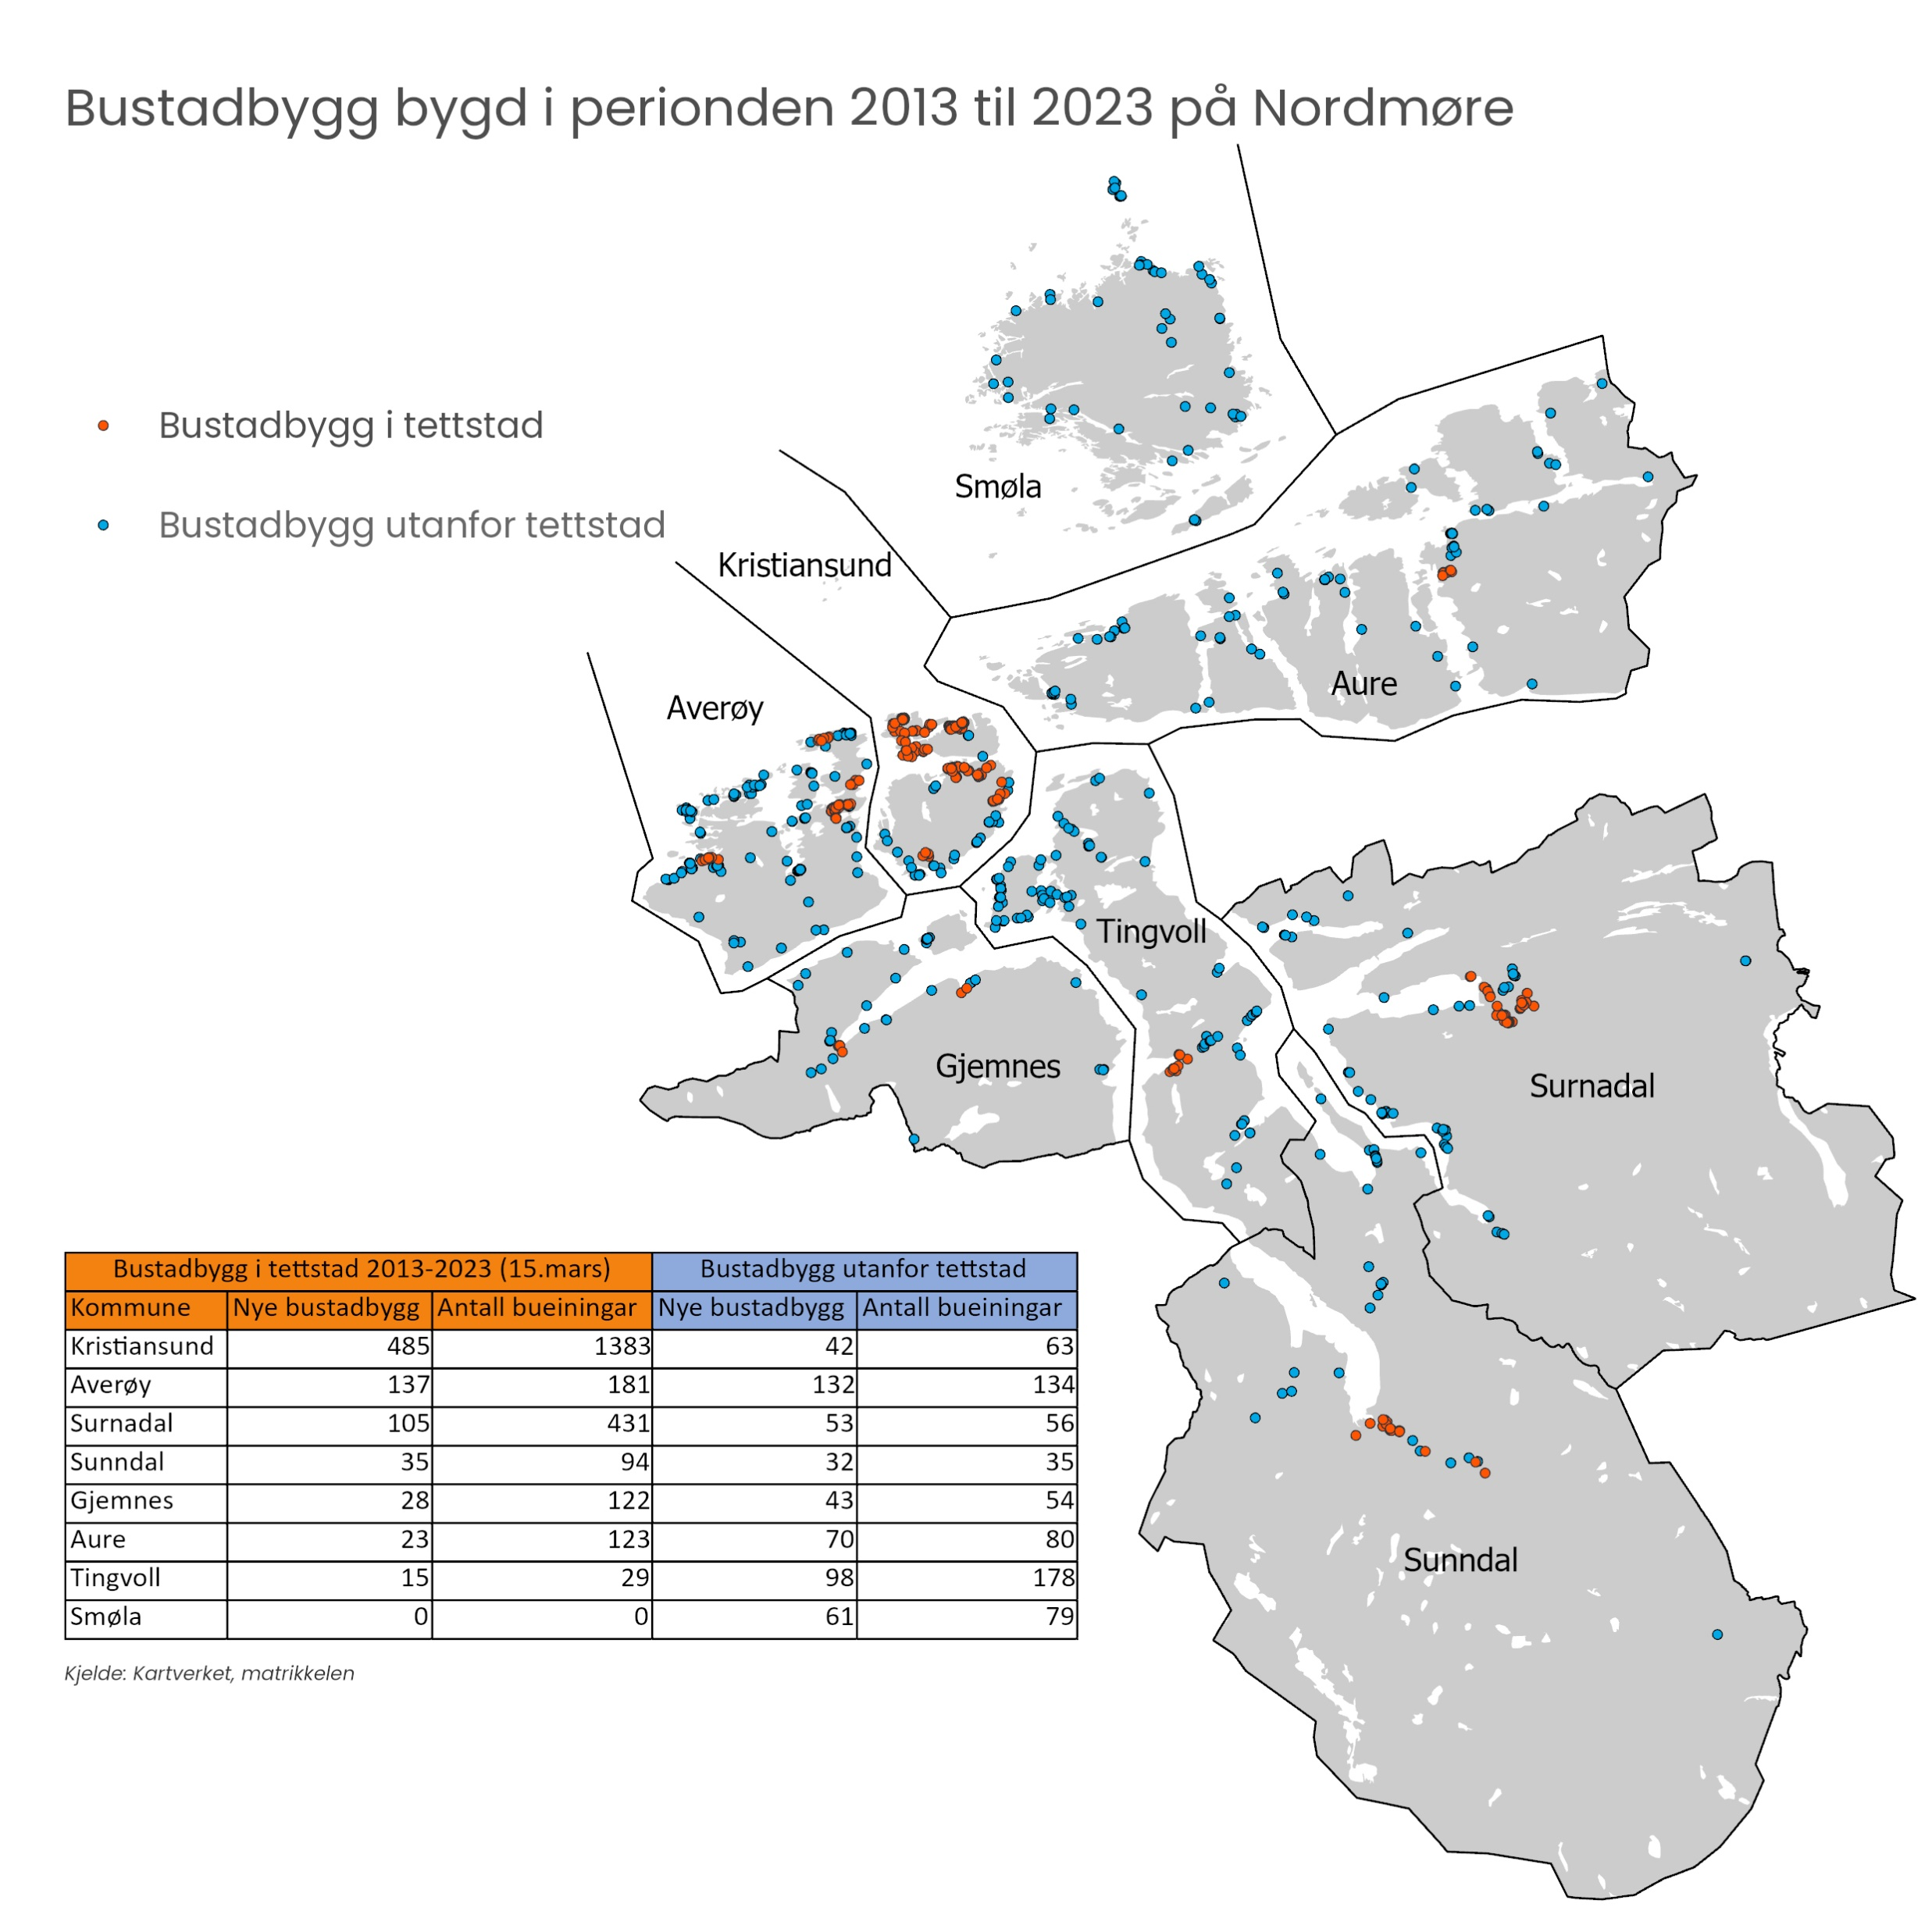 Bustadbygg bygd i perionden 2013 til 2023 på Nordmøre
Bustadbygg i tettstad
Bustadbygg utanfor tettstad
Smøla
Kristiansund
Averøy
Aure
Tingvoll
Gjemnes
Surnadal
Sunndal
Bustadbygg i tettstad 2013-2023 (15.mars) Bustadbygg utanfor tettstad
Kommune Nye bustadbygg Antall bueiningar Nye bustadbygg Antall bueiningar
Kristiansund 485 1383 42 63
Averøy 137 181 132 134
Surnadal 105 431 53 56
Sunndal 35 94 32 35
Gjemnes 28 122 43 54
Aure 23 123 70 80
Tingvoll 15 29 98 178
Smøla 0 0 61 79
Kjelde: Kartverket, matrikkelen